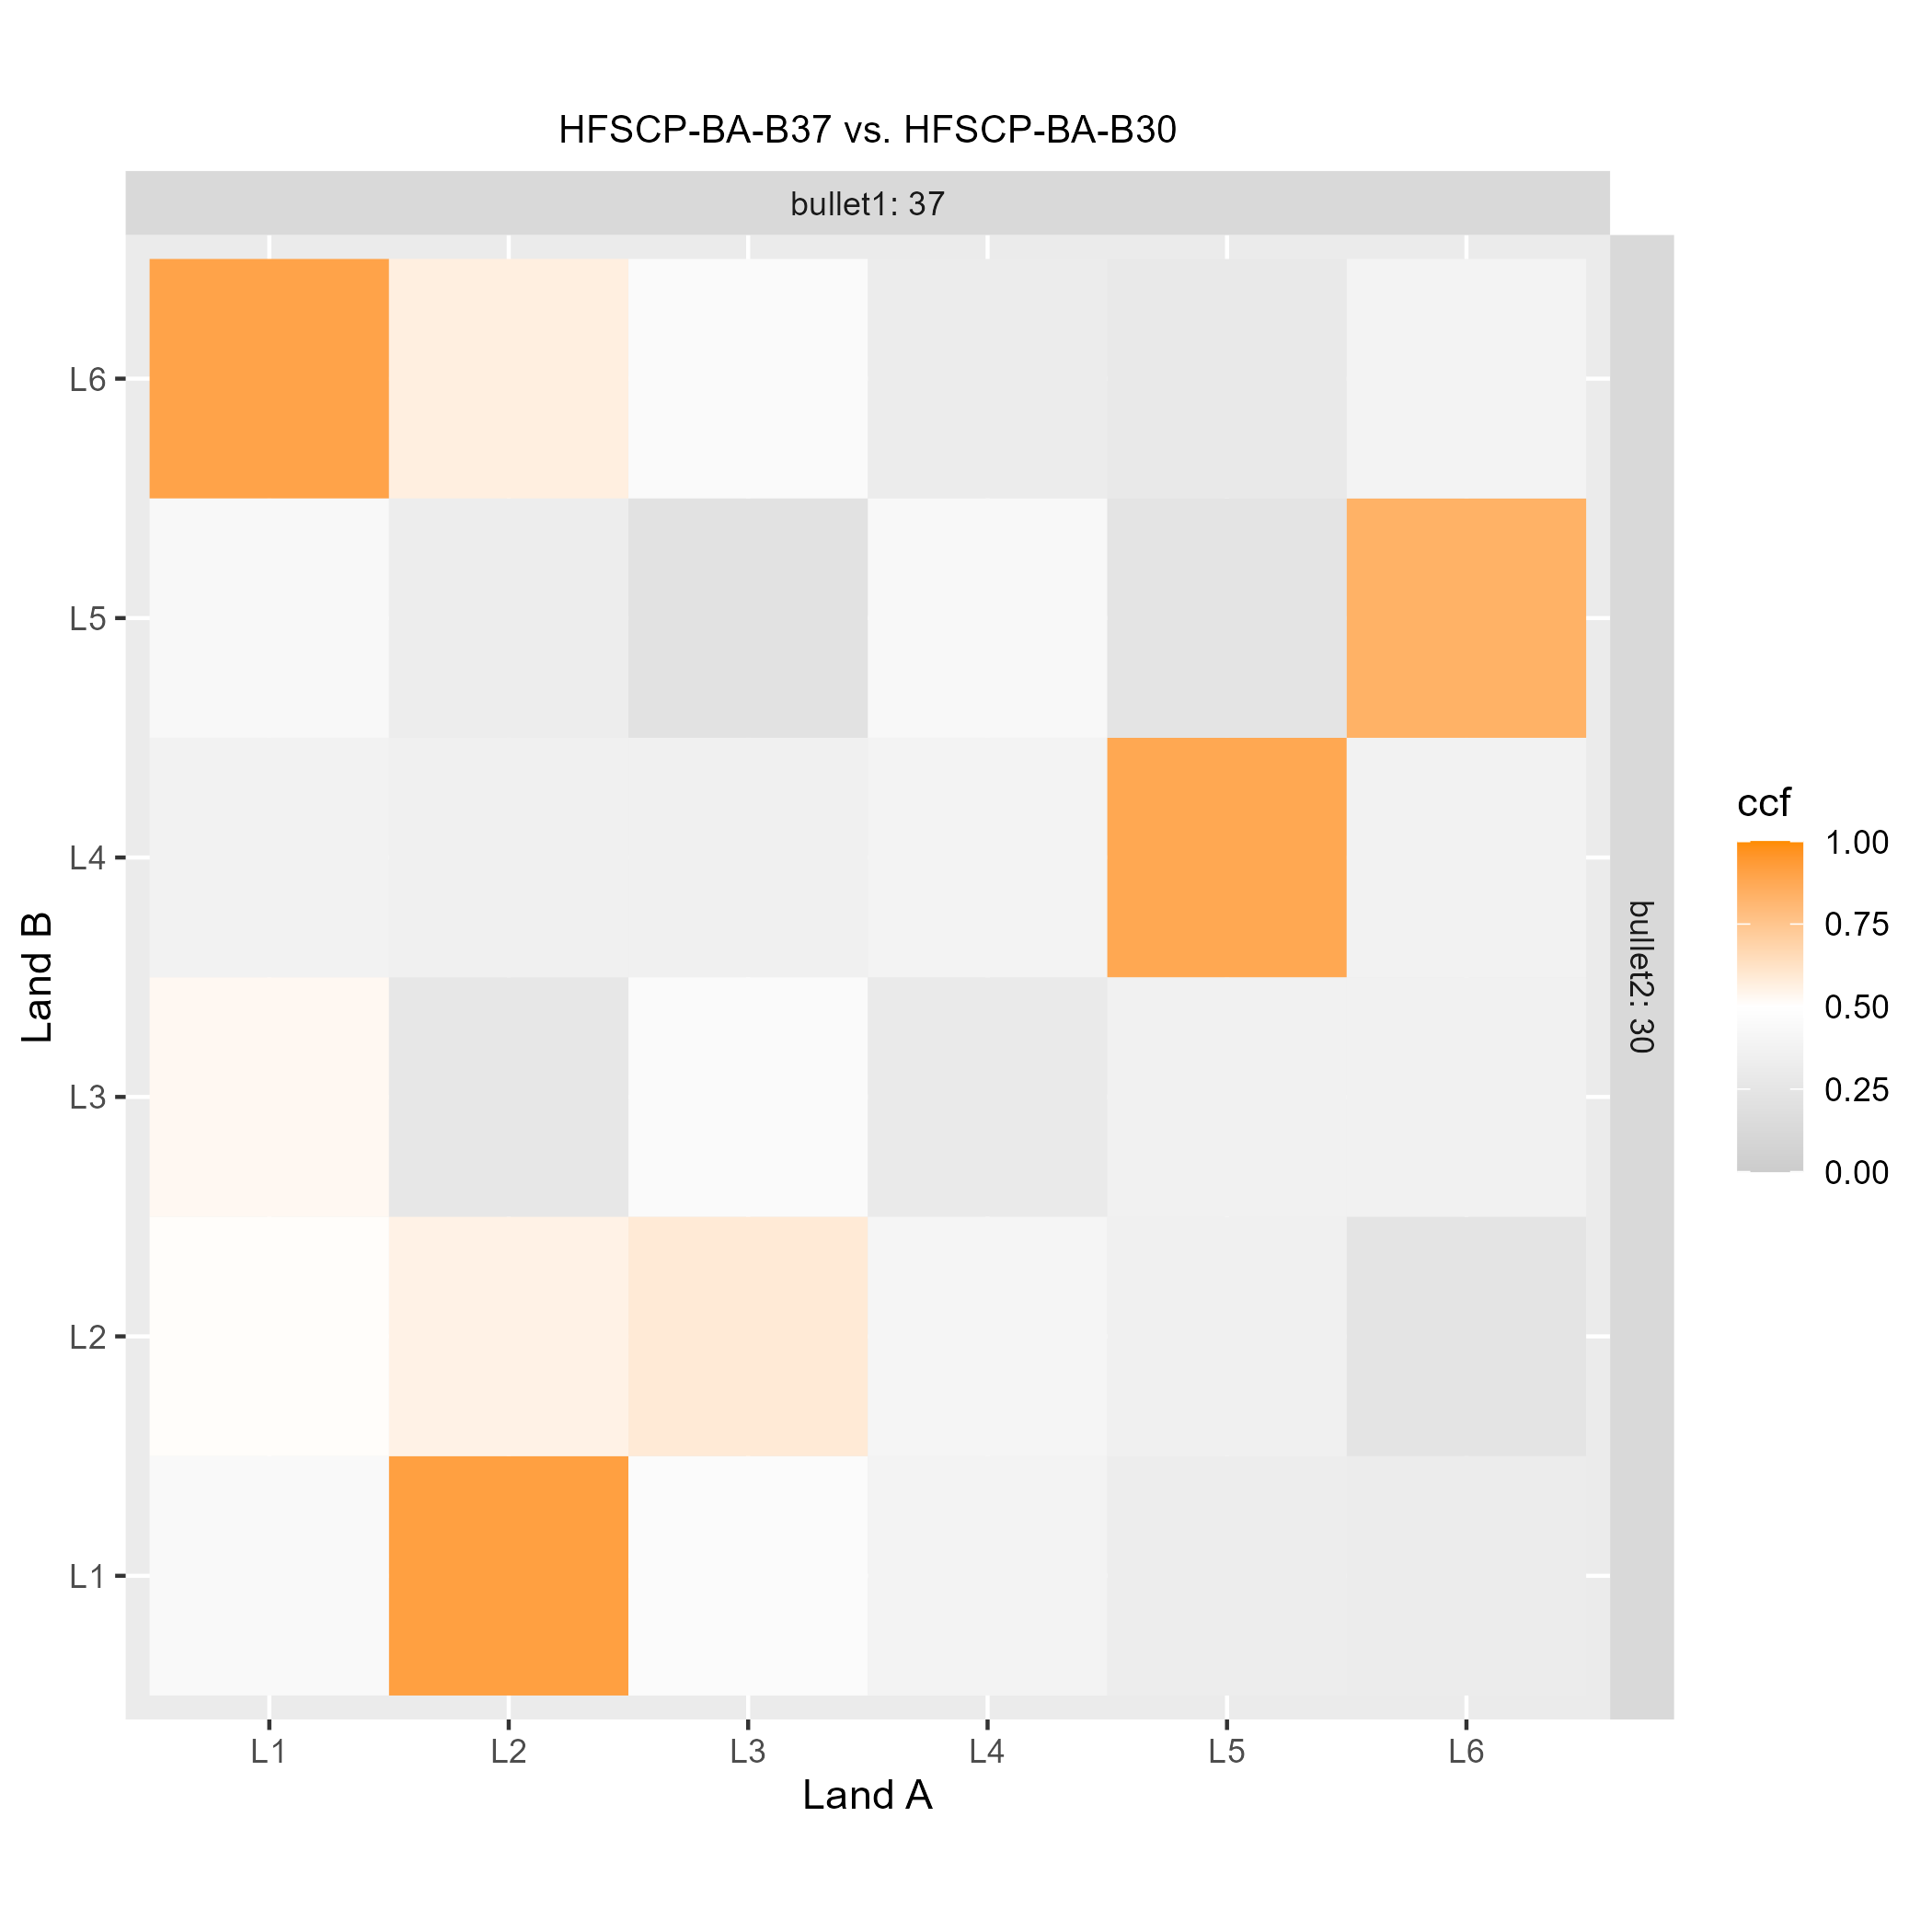 HFSCP-BA-B37 vs. HFSCP-BA-B30
bullet1: 37
L6
L5
L4
L3
L2
L1
Land B
L1
L2
L3
L4
L5
L6
Land A
bullet2: 30
ccf
1.00
0.75
0.50
0.25
0.00